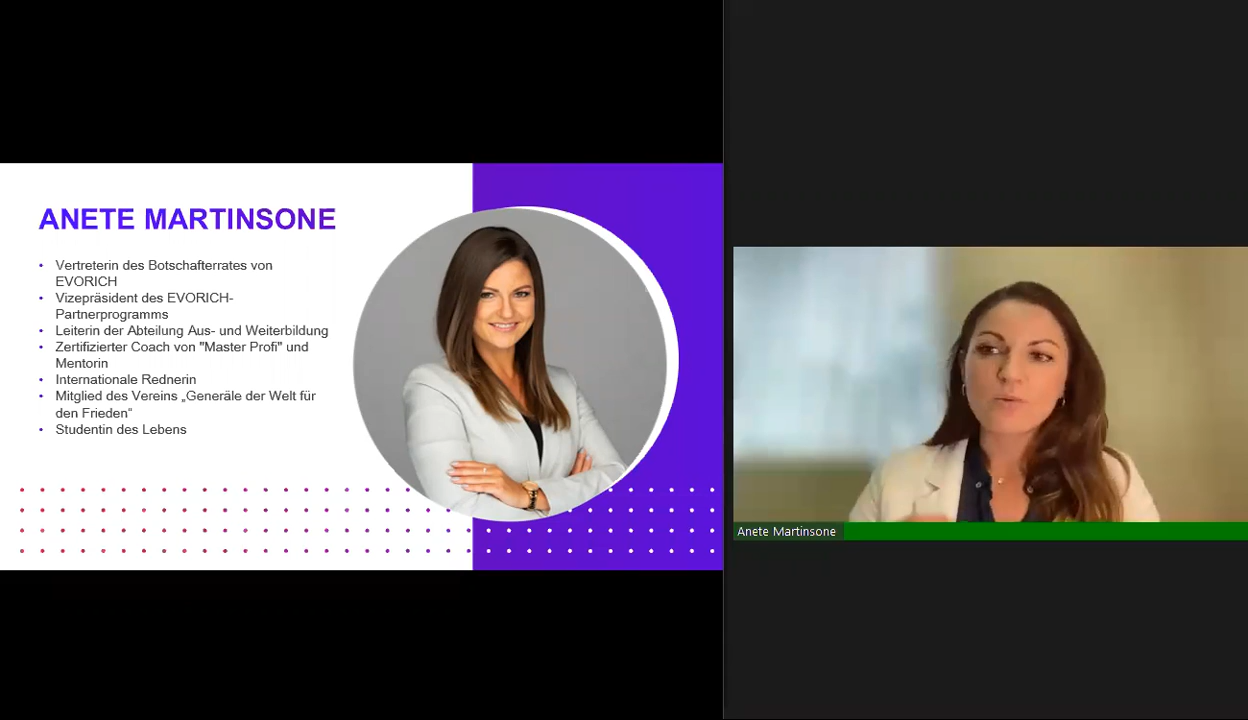 ANETE MARTINSONE
• Vertreterin des Botschafterrates von
EVORICH
• Vizepräsident des EVORICH-
Partnerprogramms
• Leiterin der Abteilung Aus- und Weiterbildung
• Zertifizierter Coach von "Master Profi" und
Mentorin
• Internationale Rednerin
• Mitglied des Vereins „Generäle der Welt für
den Frieden“
• Studentin des Lebens
Anete Martinsone